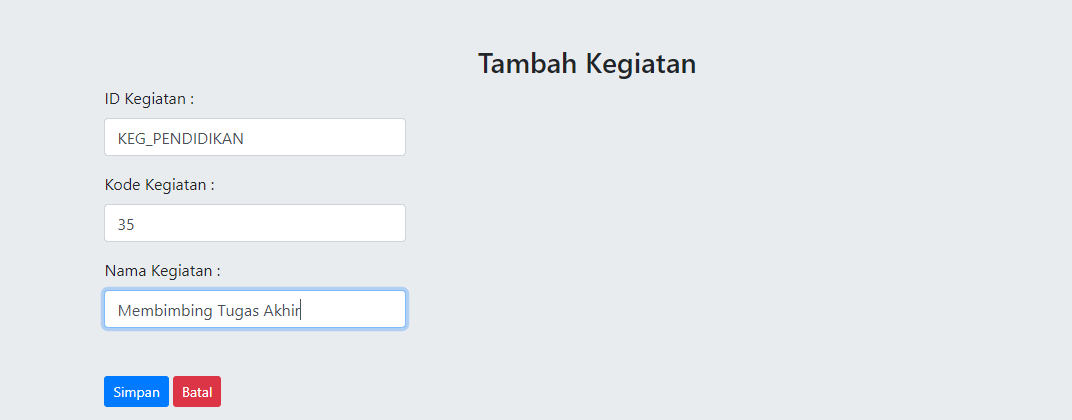 Tambah Kegiatan
ID Kegiatan :
KEG_PENDIDIKAN
Kode Kegiatan :
35
Nama Kegiatan :
Membimbing Tugas Akhir
Simpan Batal